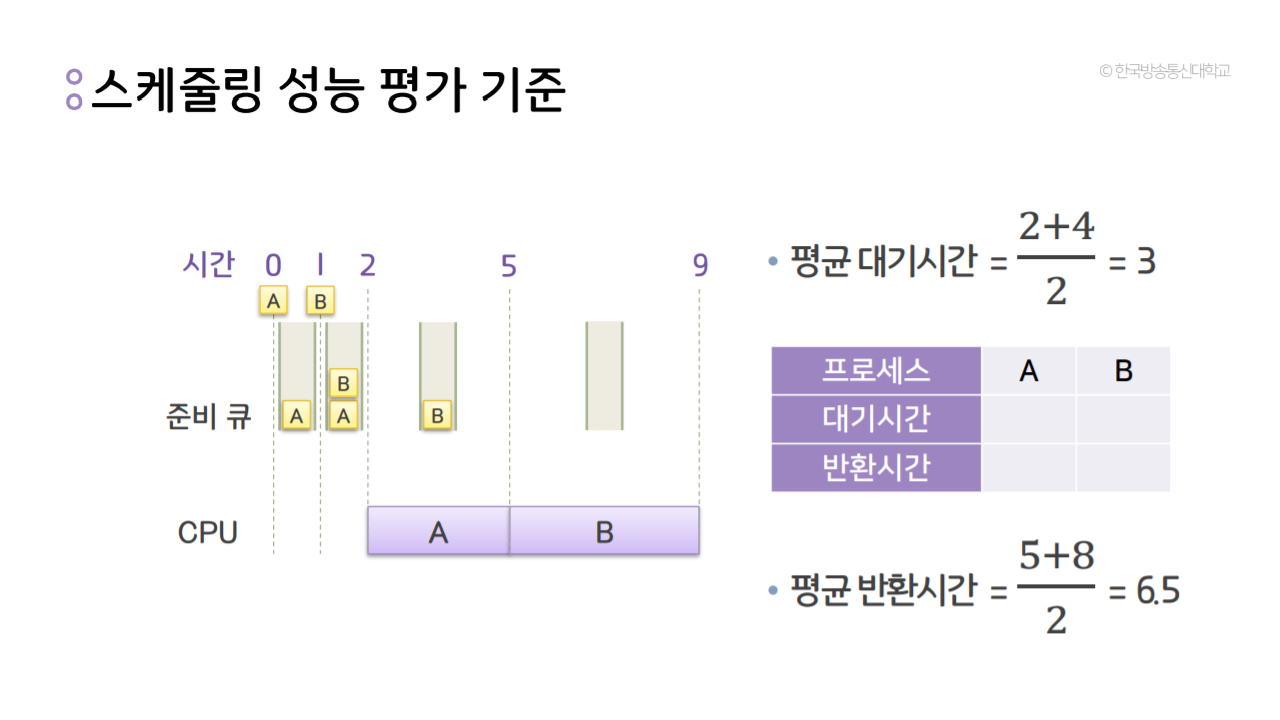 스케줄링 성능 평가 기준
© 한국방송통신대학교
시간 0 1 2 5 9
A B
B
준비 큐 A A B
CPU A B
• 평균 대기시간 = 2+4 / 2 = 3
프로세스 A B
대기시간
반환시간
• 평균 반환시간 = 5+8 / 2 = 6.5